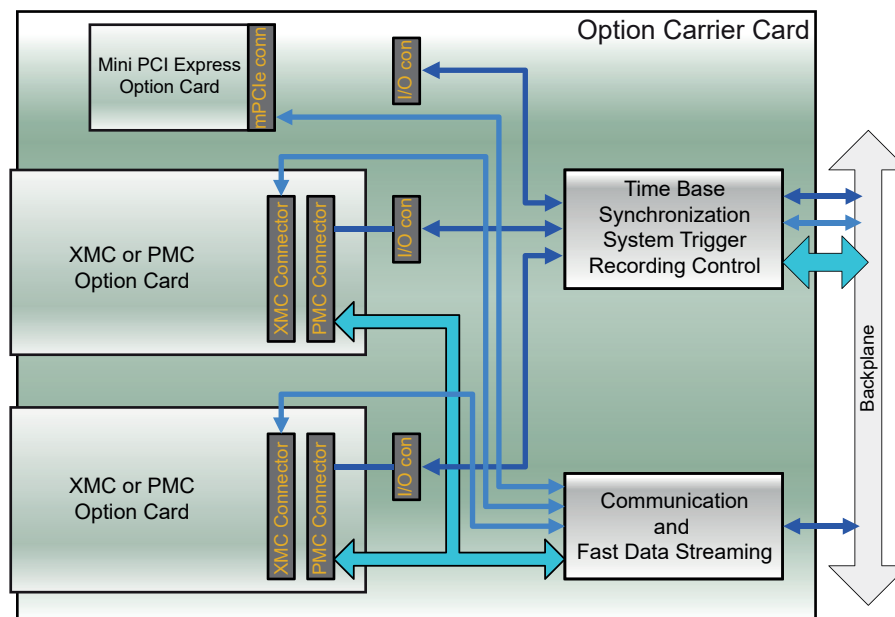 Option Carrier Card
Mini PCI Express
Option Card
mPCIe conn
I/O con
XMC or PMC
Option Card
XMC Connector
PMC Connector
I/O con
Time Base
Synchronization
System Trigger
Recording Control
Backplane
XMC or PMC
Option Card
XMC Connector
PMC Connector
I/O con
Communication
and
Fast Data Streaming